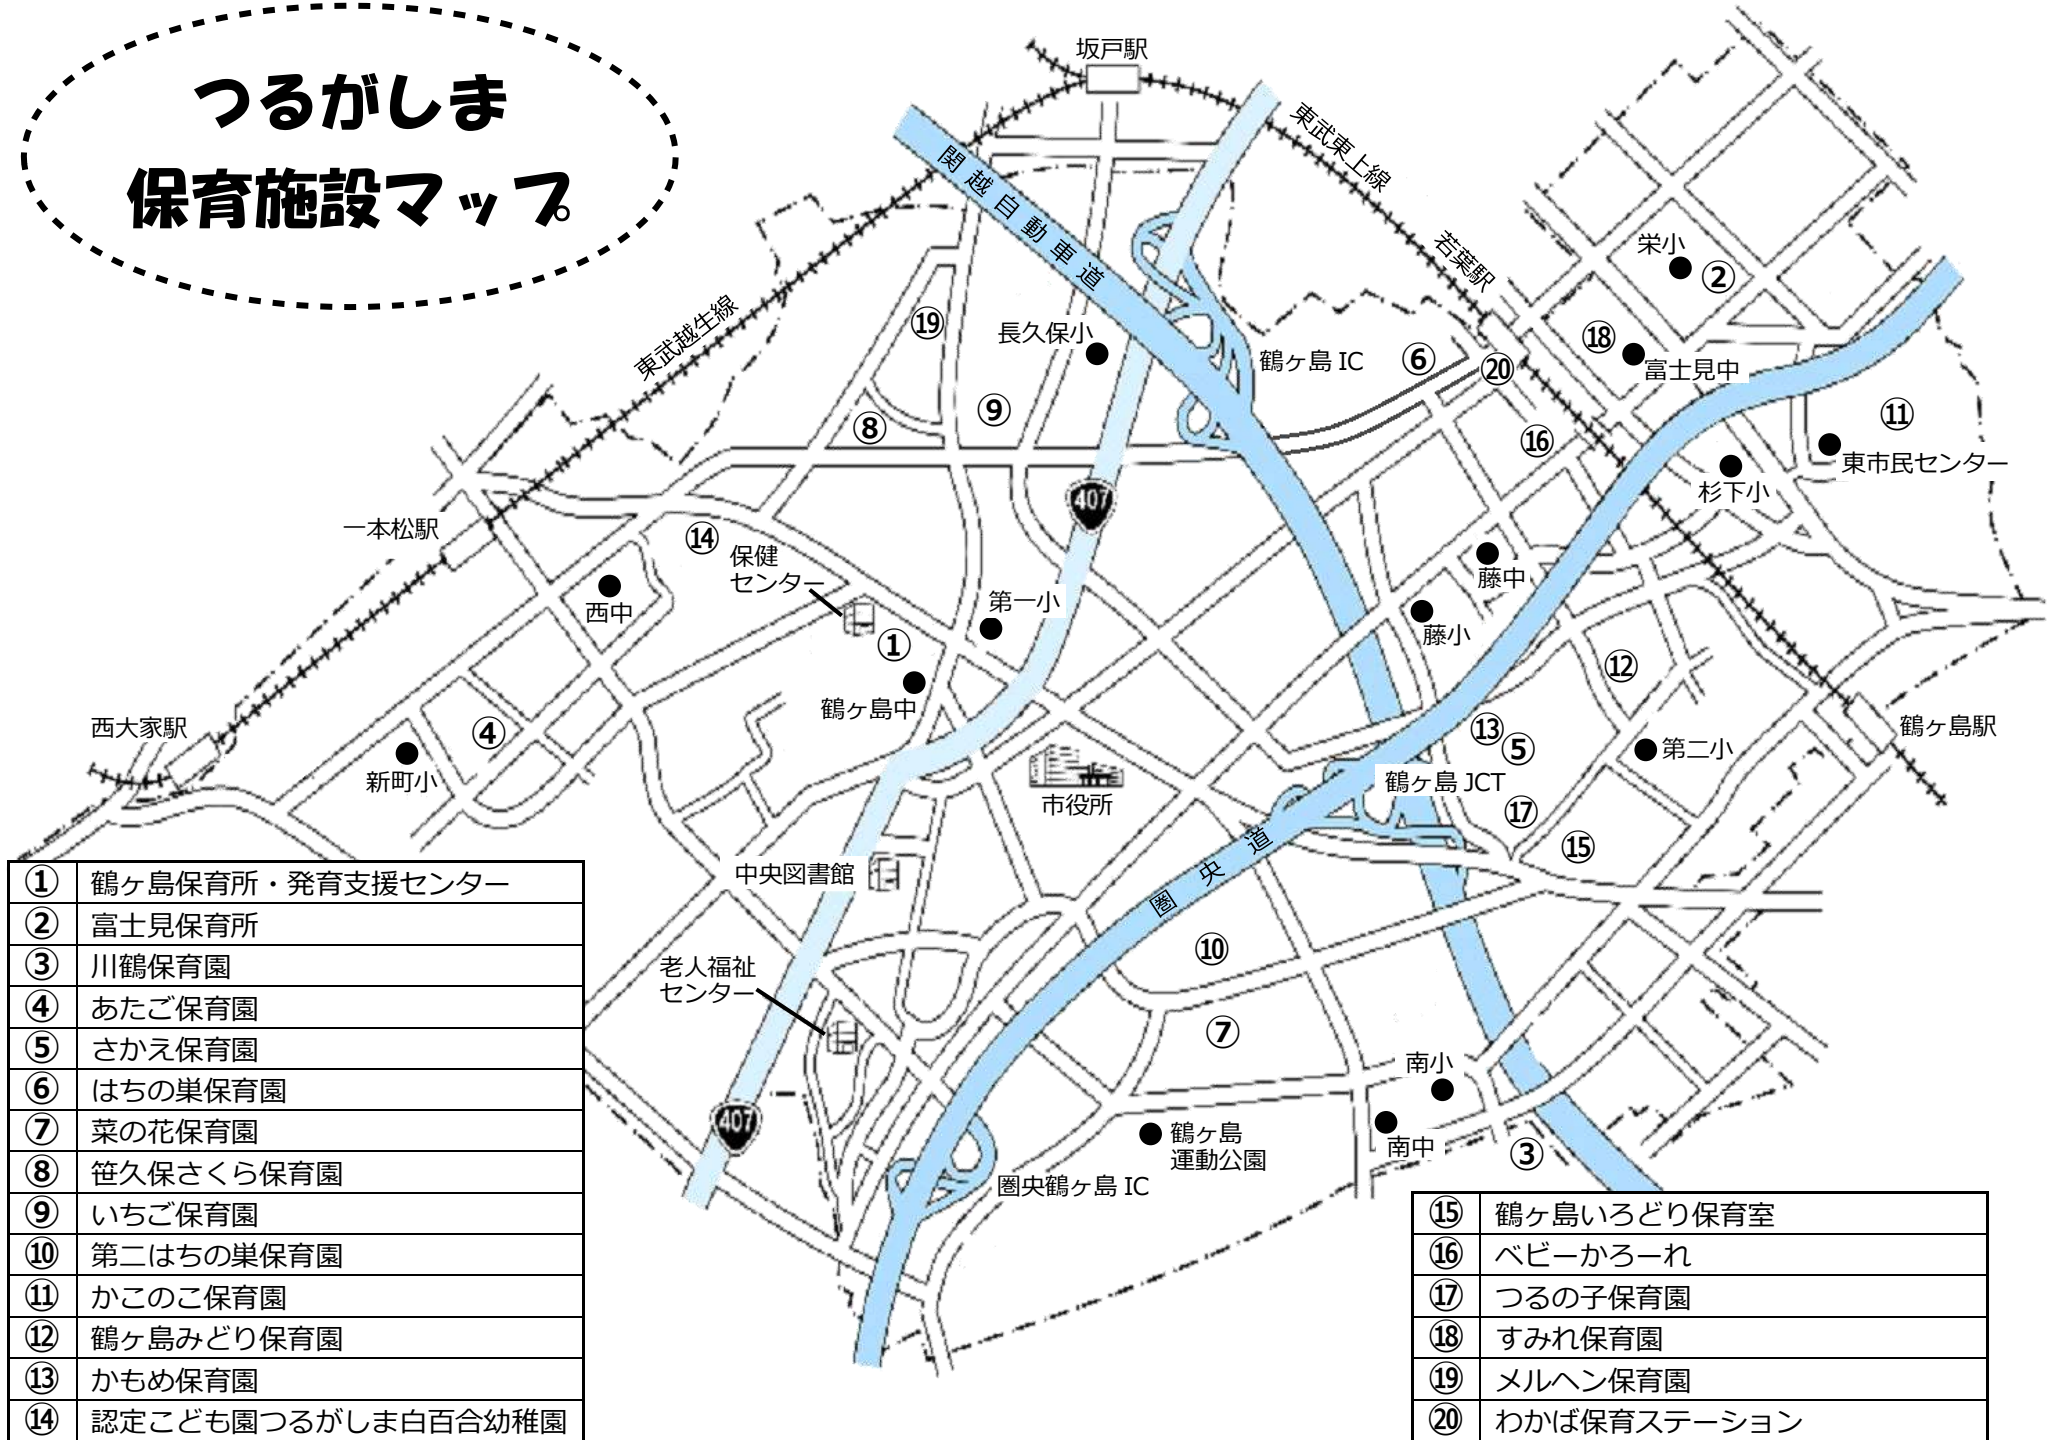 つるがしま
保育施設マップ
坂戸駅
東武東上線
関越自動車道
若葉駅
栄小
②
⑱
富士見中
⑲
長久保小
鶴ヶ島 IC
⑥
⑳
東武越生線
⑧
⑨
⑯
⑪
東市民センター
杉下小
407
一本松駅
⑭
保健
センター
西中
第一小
①
鶴ヶ島中
藤中
藤小
⑫
西大家駅
④
新町小
⑬
⑤
第二小
鶴ヶ島駅
市役所
鶴ヶ島 JCT
⑰
⑮
圏央道
中央図書館
⑩
老人福祉
センター
⑦
南小
南中
407
鶴ヶ島
運動公園
③
圏央鶴ヶ島 IC
① 鶴ヶ島保育所・発育支援センター
② 富士見保育所
③ 川鶴保育園
④ あたご保育園
⑤ さかえ保育園
⑥ はちの巣保育園
⑦ 菜の花保育園
⑧ 笹久保さくら保育園
⑨ いちご保育園
⑩ 第二はちの巣保育園
⑪ かこのこ保育園
⑫ 鶴ヶ島みどり保育園
⑬ かもめ保育園
⑭ 認定こども園つるがしま白百合幼稚園
⑮ 鶴ヶ島いろどり保育室
⑯ ベビーかろーれ
⑰ つるの子保育園
⑱ すみれ保育園
⑲ メルヘン保育園
⑳ わかば保育ステーション